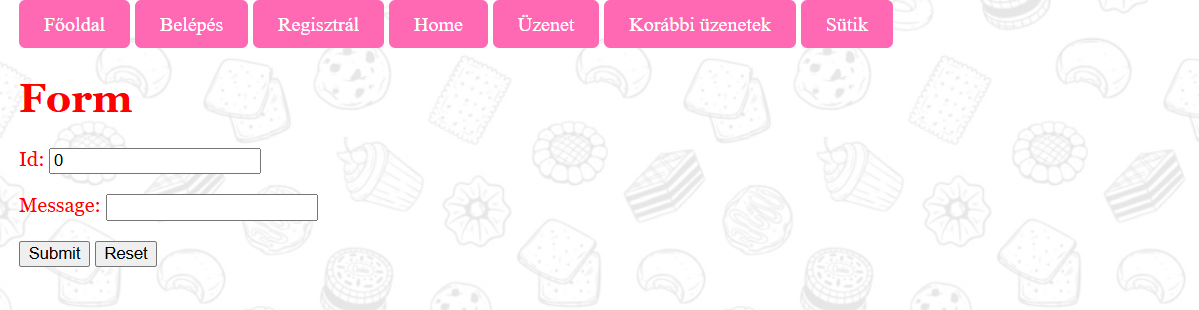 Főoldal Belépés Regisztrál Home Üzenet Korábbi üzenetek Sütik
Form
Id: 0
Message:
Submit Reset